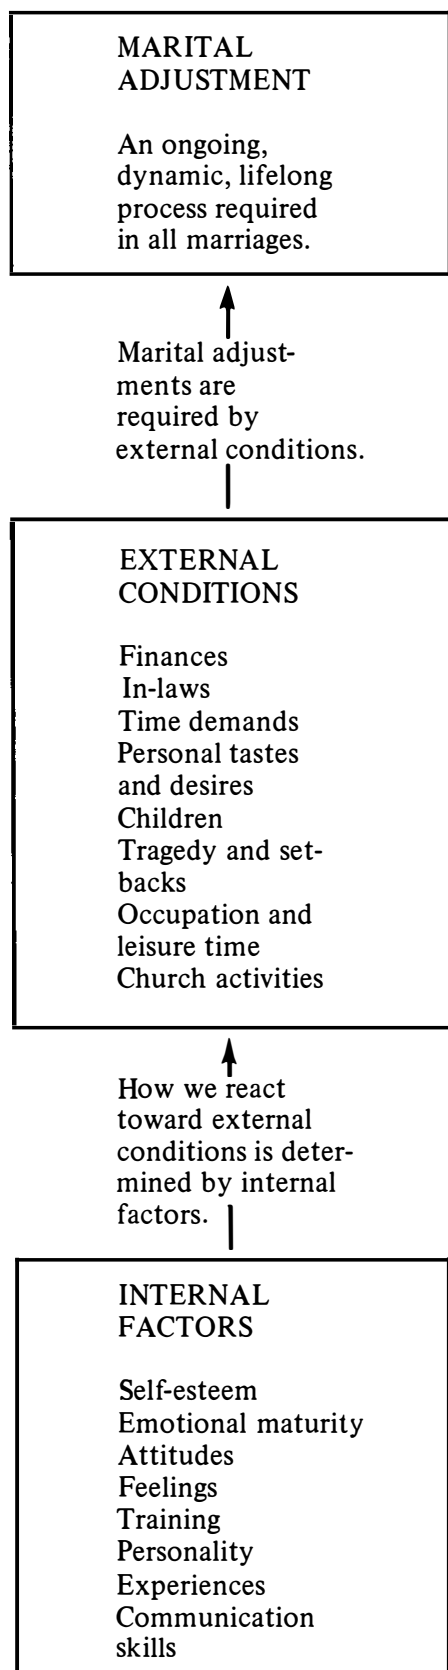 MARITAL
ADJUSTMENT
An ongoing,
dynamic, lifelong
process required
in all marriages.
Marital adjust-
ments are
required by
external conditions.
EXTERNAL
CONDITIONS
Finances
In-laws
Time demands
Personal tastes
and desires
Children
Tragedy and set-
backs
Occupation and
leisure time
Church activities
How we react
toward external
conditions is deter-
mined by internal
factors.
INTERNAL
FACTORS
Self-esteem
Emotional maturity
Attitudes
Feelings
Training
Personality
Experiences
Communication
skills